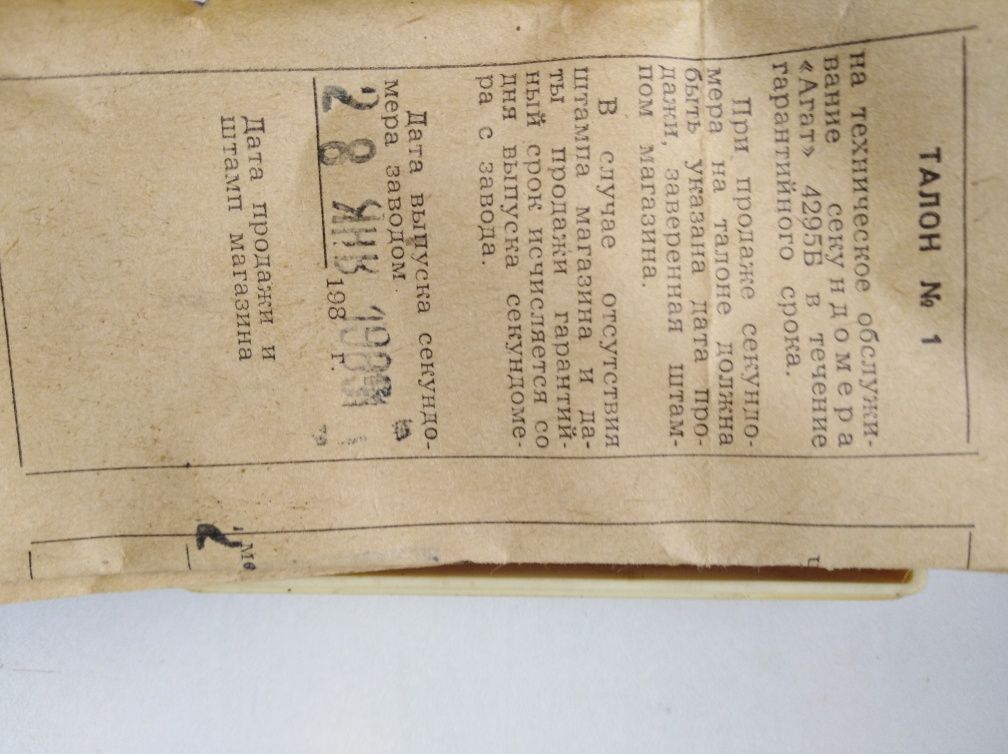 ТАЛОН № 1
на техническое обслужи-
вание секундомера
«Агат» 4295Б в течение
гарантийного срока.
При продаже секундо-
мера на талоне должна
быть указана дата про-
дажи, заверенная штам-
пом магазина.
В случае отсутствия
штампа магазина и да-
ты продажи гарантий-
ный срок исчисляется со
дня выпуска секундоме-
ра с завода.
Дата выпуска секундо-
мера заводом
28 ЯНВ
198 г.
Дата продажи и
штамп магазина